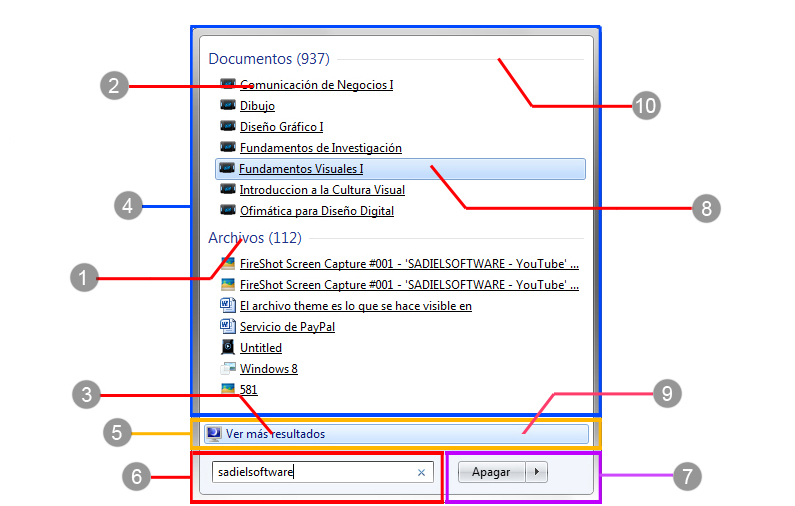 Documentos (937)
2
Comunicación de Negocios I
10
Dibujo
Diseño Gráfico I
Fundamentos de Investigación
Fundamentos Visuales I
Introduccion a la Cultura Visual
4
8
Ofimática para Diseño Digital
Archivos (112)
1
FireShot Screen Capture #001 - 'SADIELSOFTWARE - YouTube' ...
FireShot Screen Capture #001 - 'SADIELSOFTWARE - YouTube' ...
El archivo theme es lo que se hace visible en
Servicio de PayPal
Untitled
Windows 8
581
3
9
5
Ver más resultados
6
sadielsoftware
Apagar
7